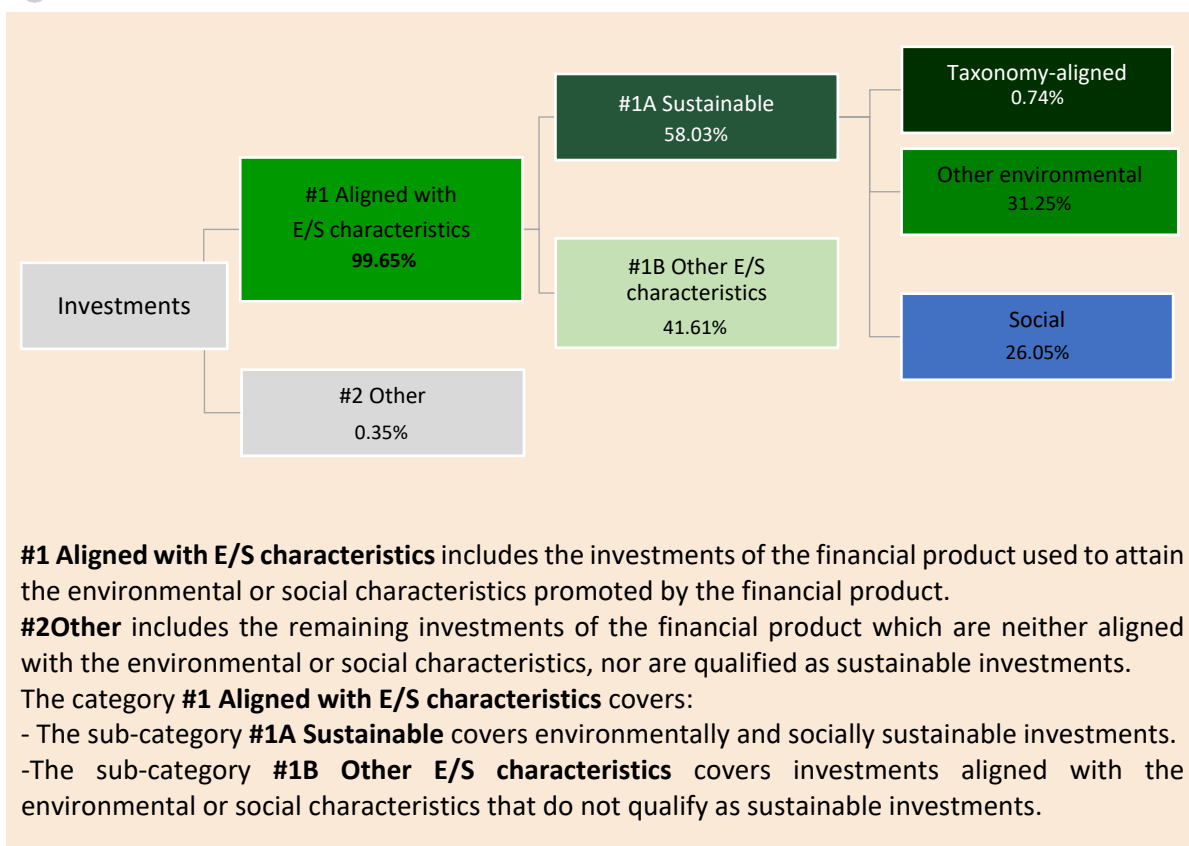 Investments
#1 Aligned with
E/S characteristics
99.65%
#2 Other
0.35%
#1A Sustainable
58.03%
#1B Other E/S
characteristics
41.61%
Taxonomy-aligned
0.74%
Other environmental
31.25%
Social
26.05%
#1 Aligned with E/S characteristics includes the investments of the financial product used to attain
the environmental or social characteristics promoted by the financial product.
#2Other includes the remaining investments of the financial product which are neither aligned
with the environmental or social characteristics, nor are qualified as sustainable investments.
The category #1 Aligned with E/S characteristics covers:
- The sub-category #1A Sustainable covers environmentally and socially sustainable investments.
-The sub-category #1B Other E/S characteristics covers investments aligned with the
environmental or social characteristics that do not qualify as sustainable investments.